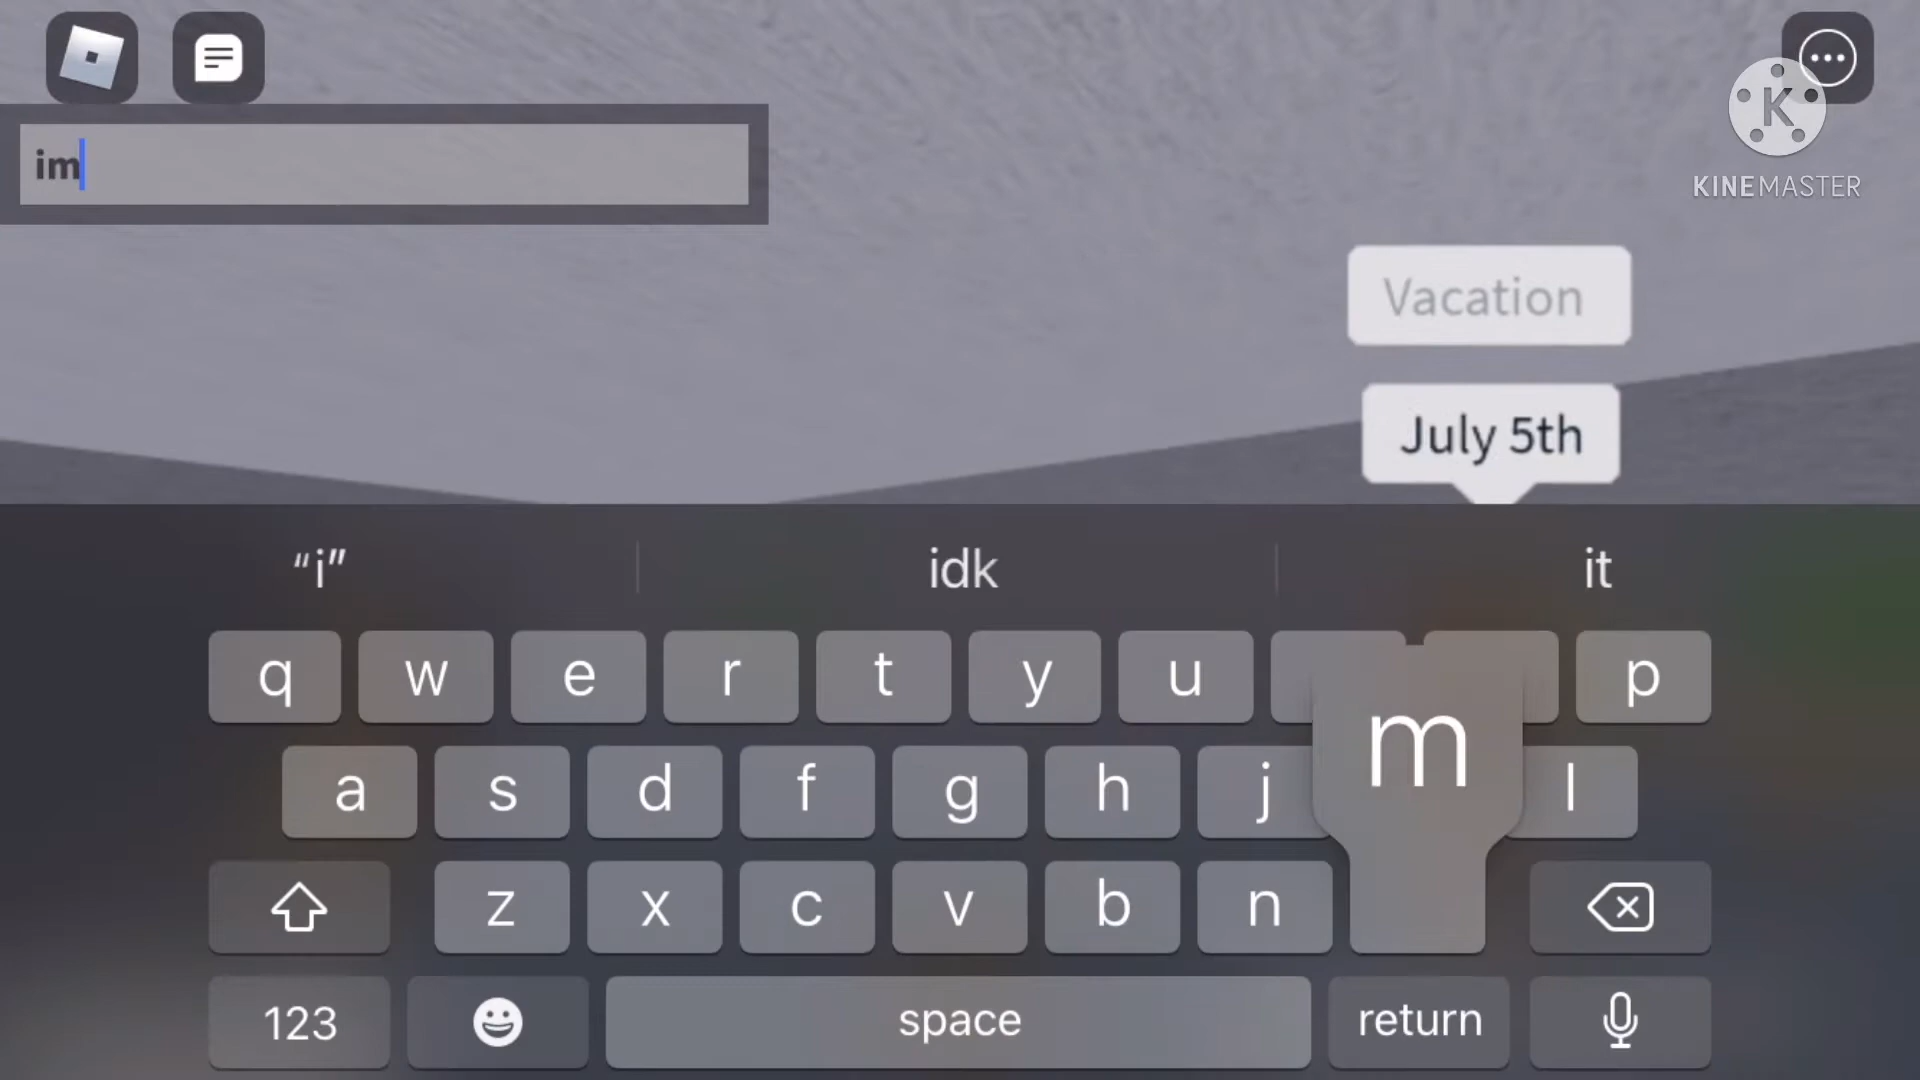 im
K
KINEMASTER
Vacation
July 5th
“i” idk it
q w e r t y u p
a s d f g h j l
m
z x c v b n
123 space return